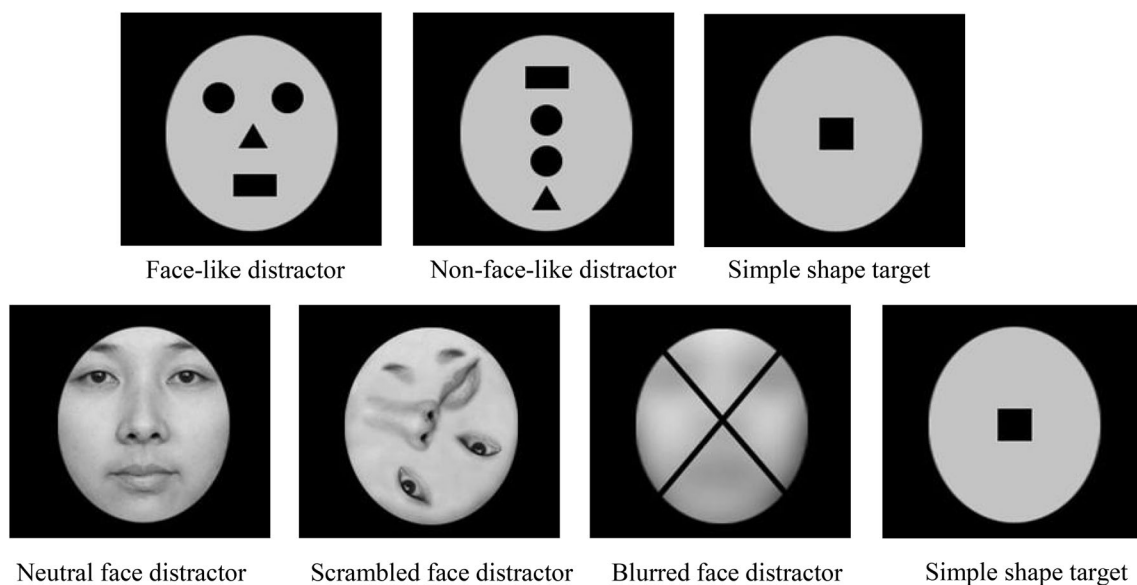 Face-like distractor
Non-face-like distractor
Simple shape target
Neutral face distractor
Scrambled face distractor
Blurred face distractor
Simple shape target